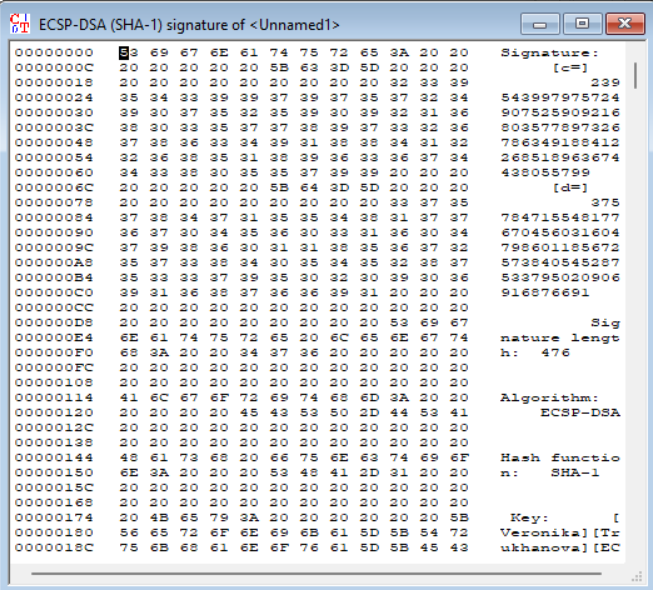 ECSP-DSA (SHA-1) signature of <Unnamed1>
00000000 53 69 67 6E 61 74 75 72 65 3A 20 20 Signature:
0000000C 20 20 20 20 20 5B 63 3D 5D 20 20 20 [c=]
00000018 20 20 20 20 20 20 20 20 20 32 33 39 239
00000024 35 34 33 39 39 37 39 37 35 37 32 34 543997975724
00000030 39 30 37 35 32 35 39 30 39 32 31 36 907525909216
0000003C 38 30 33 35 37 37 38 39 37 33 32 36 803577897326
00000048 37 38 36 33 34 39 31 38 38 34 31 32 786349188412
00000054 32 36 38 35 31 38 39 36 33 36 37 34 268518963674
00000060 34 33 38 30 35 35 37 39 39 20 20 20 438055799
0000006C 20 20 20 20 20 5B 64 3D 5D 20 20 20 [d=]
00000078 20 20 20 20 20 20 20 20 20 33 37 35 375
00000084 37 38 34 37 31 35 35 34 38 31 37 37 784715548177
00000090 36 37 30 34 35 36 30 33 31 36 30 34 670456031604
0000009C 37 39 38 36 30 31 31 38 35 36 37 32 798601185672
000000A8 35 37 33 38 34 30 35 34 35 32 38 37 573840545287
000000B4 35 33 33 37 39 35 30 32 30 39 30 36 533795020906
000000C0 39 31 36 38 37 36 36 39 31 20 20 20 916876691
000000CC 20 20 20 20 20 20 20 20 20 20 20 20
000000D8 20 20 20 20 20 20 20 20 20 53 69 67 Sig
000000E4 6E 61 74 75 72 65 20 6C 65 6E 67 74 nature lengt
000000F0 68 3A 20 20 34 37 36 20 20 20 20 20 h: 476
000000FC 20 20 20 20 20 20 20 20 20 20 20 20
00000108 20 20 20 20 20 20 20 20 20 20 20 20
00000114 41 6C 67 6F 72 69 74 68 6D 3A 20 20 Algorithm:
00000120 20 20 20 20 45 43 53 50 2D 44 53 41 ECSP-DSA
0000012C 20 20 20 20 20 20 20 20 20 20 20 20
00000138 20 20 20 20 20 20 20 20 20 20 20 20
00000144 48 61 73 68 20 66 75 6E 63 74 69 6F Hash functio
00000150 6E 3A 20 20 20 53 48 41 2D 31 20 20 n: SHA-1
0000015C 20 20 20 20 20 20 20 20 20 20 20 20
00000168 20 20 20 20 20 20 20 20 20 20 20 20
00000174 20 4B 65 79 3A 20 20 20 20 20 20 5B Key: [
00000180 56 65 72 6F 6E 69 6B 61 5D 5B 54 72 Veronika][Tr
0000018C 75 6B 68 61 6E 6F 76 61 5D 5B 45 43 ukhanova][EC